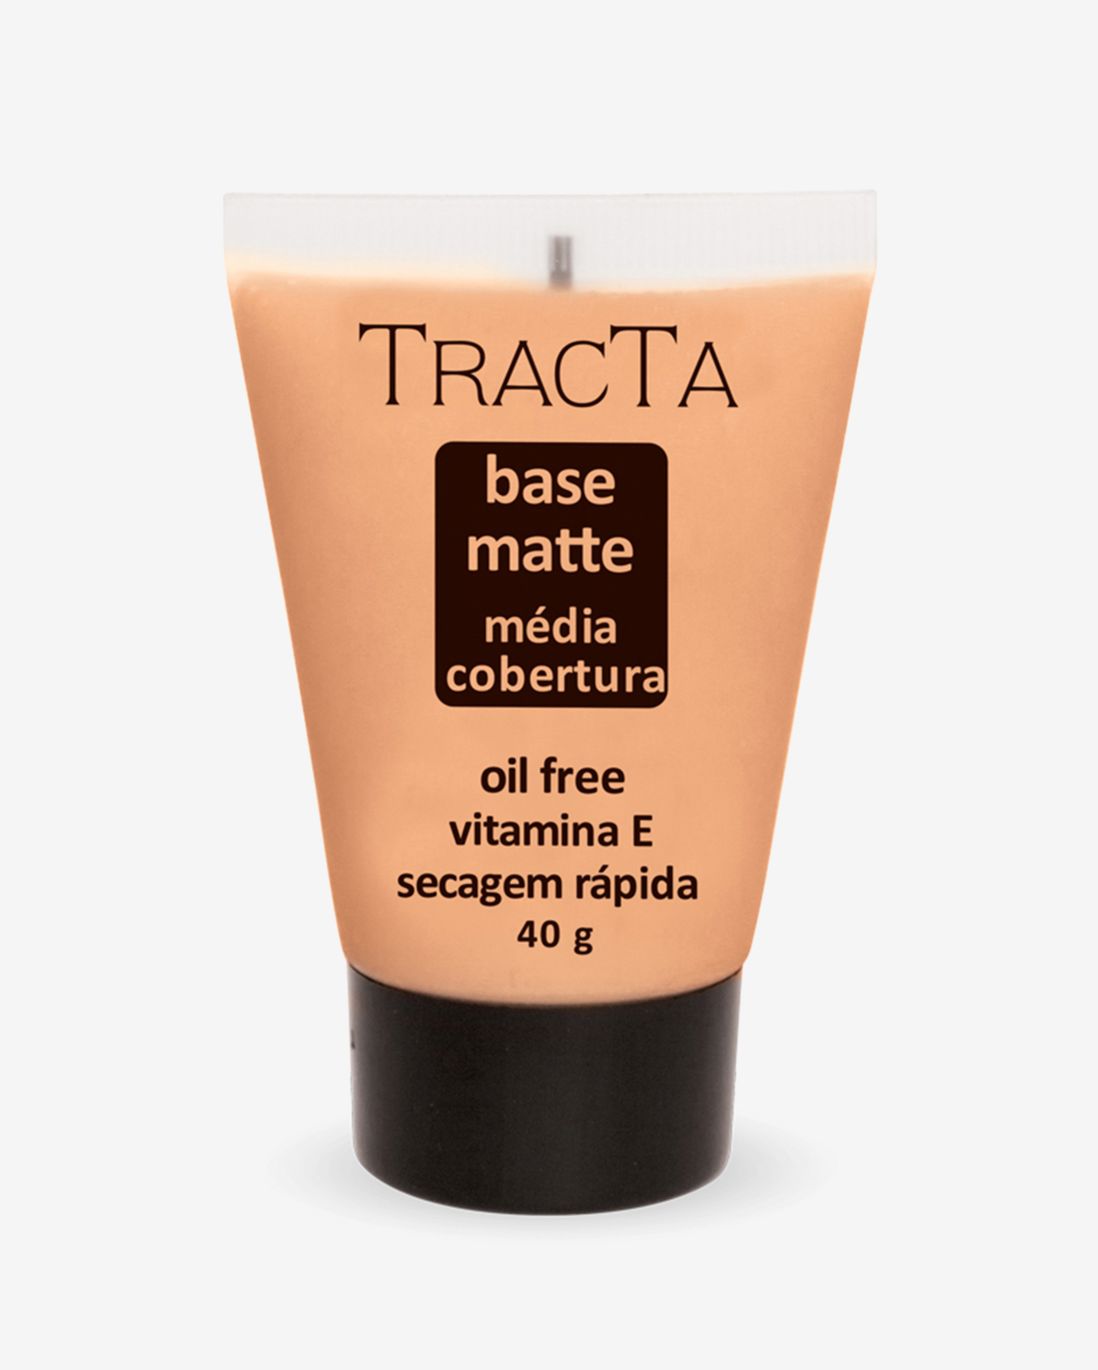 TRACTA
base
matte
média
cobertura
oil free
vitamina E
secagem rápida
40 g